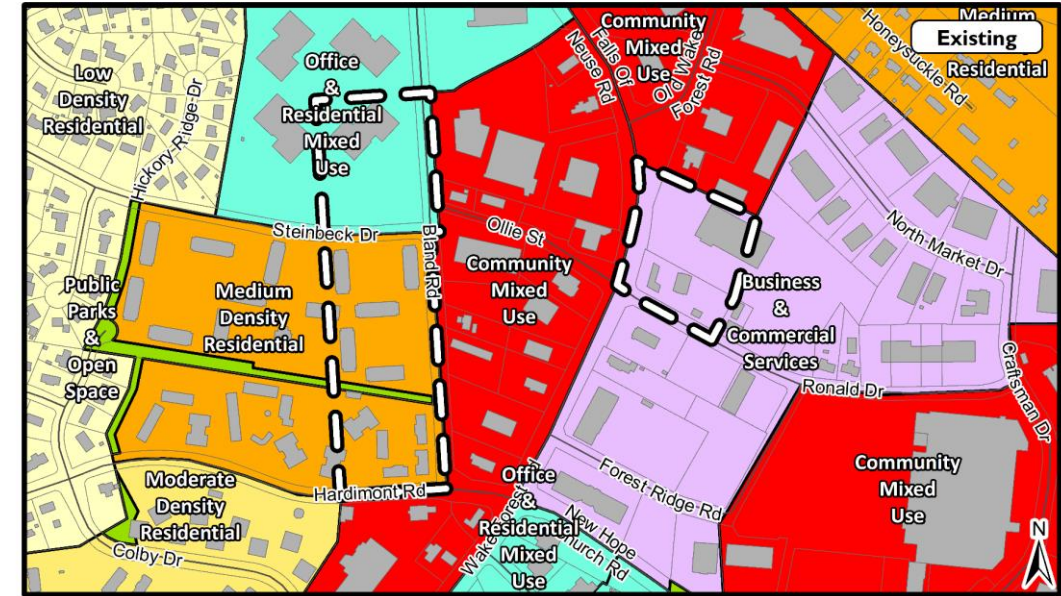 Existing
Low
Density
Residential
Hickory Ridge Dr
Office
&
Residential
Mixed
Use
Community
Mixed
Use
Falls Of
Neuse Rd
Old Wake
Forest Rd
Medium
Residential
Honeysuckle Rd
Steinbeck Dr
Bland Rd
Ollie St
Community
Mixed
Use
North Market Dr
Business
&
Commercial
Services
Public
Parks
&
Open
Space
Medium
Density
Residential
Ronald Dr
Craftsman Dr
Hardimont Rd
Moderate
Density
Residential
Colby Dr
Wake Forest
Office
&
Residential
Mixed
Use
New Hope
Church Rd
Forest Ridge Rd
Community
Mixed
Use
N